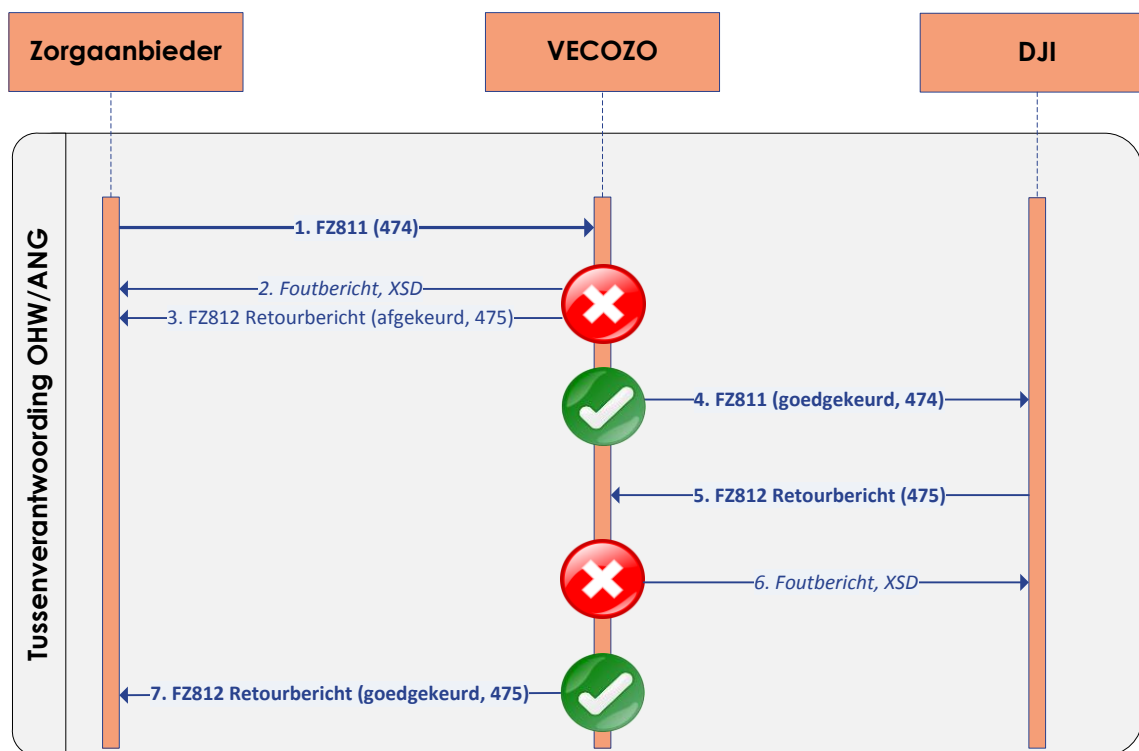 Zorgaanbieder
VECOZO
DJI
Tussenverantwoording OHW/ANG
1. FZ811 (474)
2. Foutbericht, XSD
3. FZ812 Retourbericht (afgekeurd, 475)
4. FZ811 (goedgekeurd, 474)
5. FZ812 Retourbericht (475)
6. Foutbericht, XSD
7. FZ812 Retourbericht (goedgekeurd, 475)